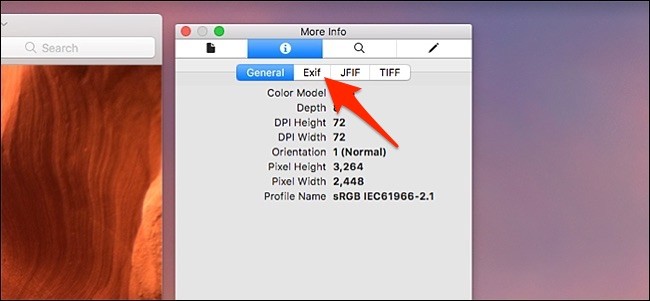 More Info
Search
General Exif JFIF TIFF
Color Model
Depth
DPI Height 72
DPI Width 72
Orientation 1 (Normal)
Pixel Height 3,264
Pixel Width 2,448
Profile Name sRGB IEC61966-2.1